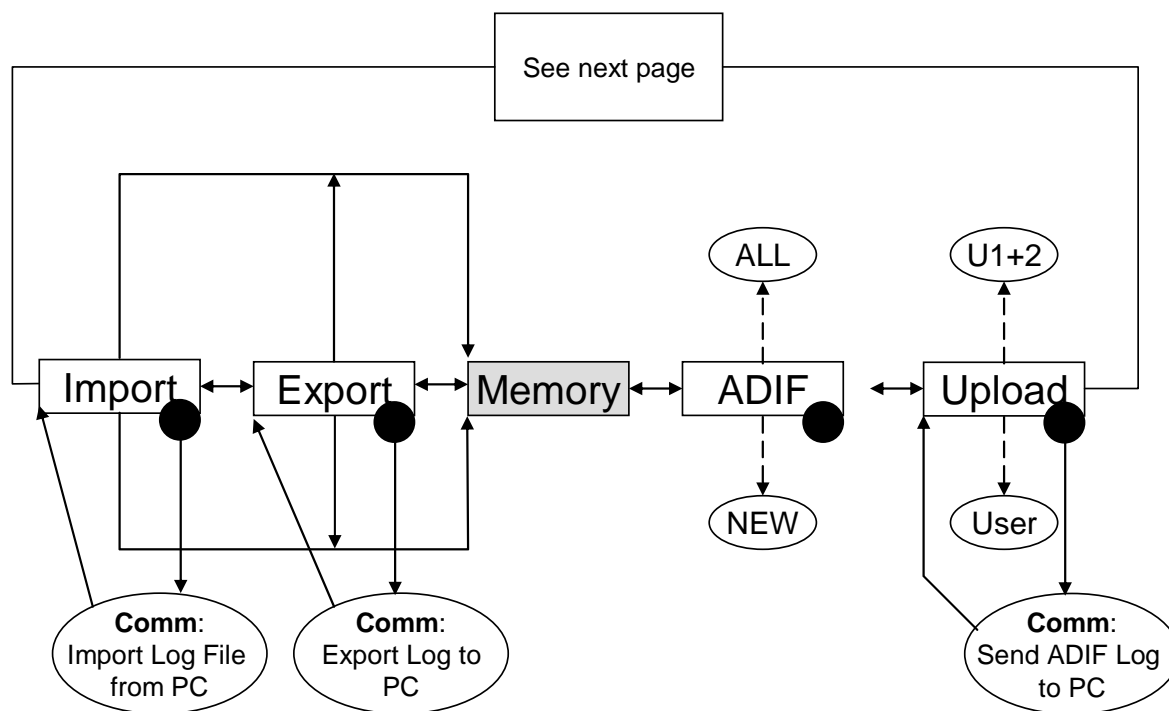 See next page
ALL
U1+2
Import
Export
Memory
ADIF
Upload
NEW
User
Comm:
Import Log File
from PC
Comm:
Export Log to
PC
Comm:
Send ADIF Log
to PC